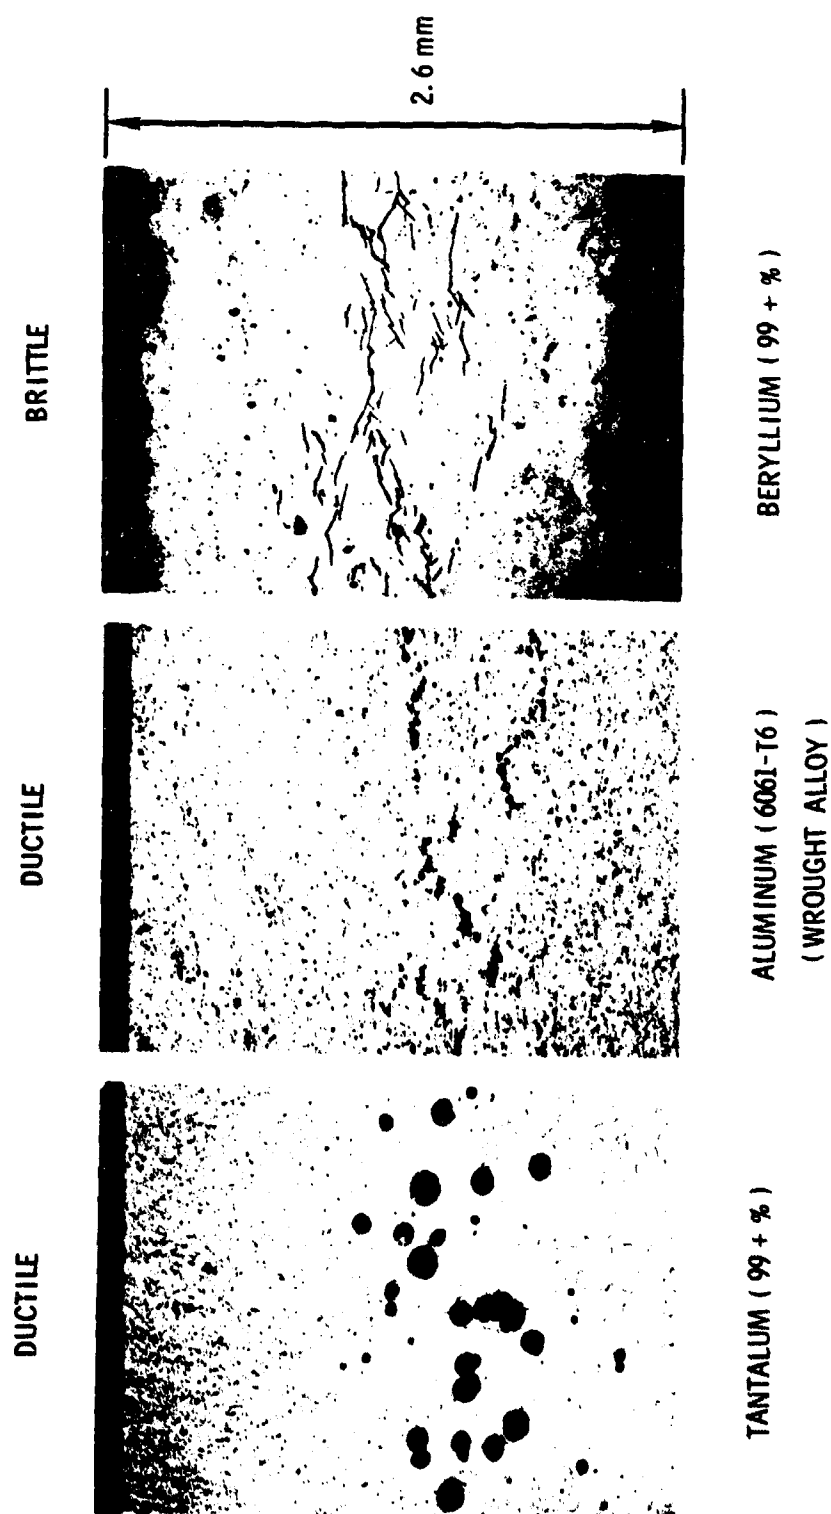 DUCTILE
DUCTILE
BRITTLE
2.6 mm
TANTALUM ( 99 + % )
ALUMINUM ( 6061-T6 )
( WROUGHT ALLOY )
BERYLLIUM ( 99 + % )